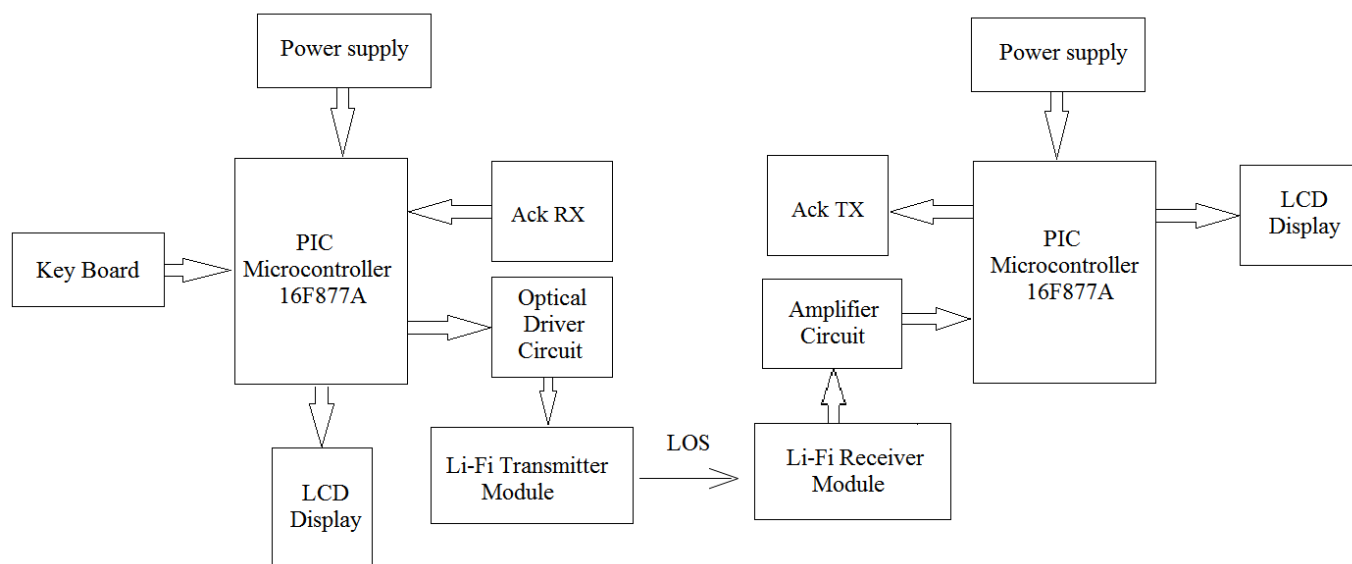 Power supply
Power supply
Ack RX
Ack TX
LCD
Display
PIC
Microcontroller
16F877A
PIC
Microcontroller
16F877A
Key Board
Optical
Driver
Circuit
Amplifier
Circuit
LOS
Li-Fi Transmitter
Module
Li-Fi Receiver
Module
LCD
Display